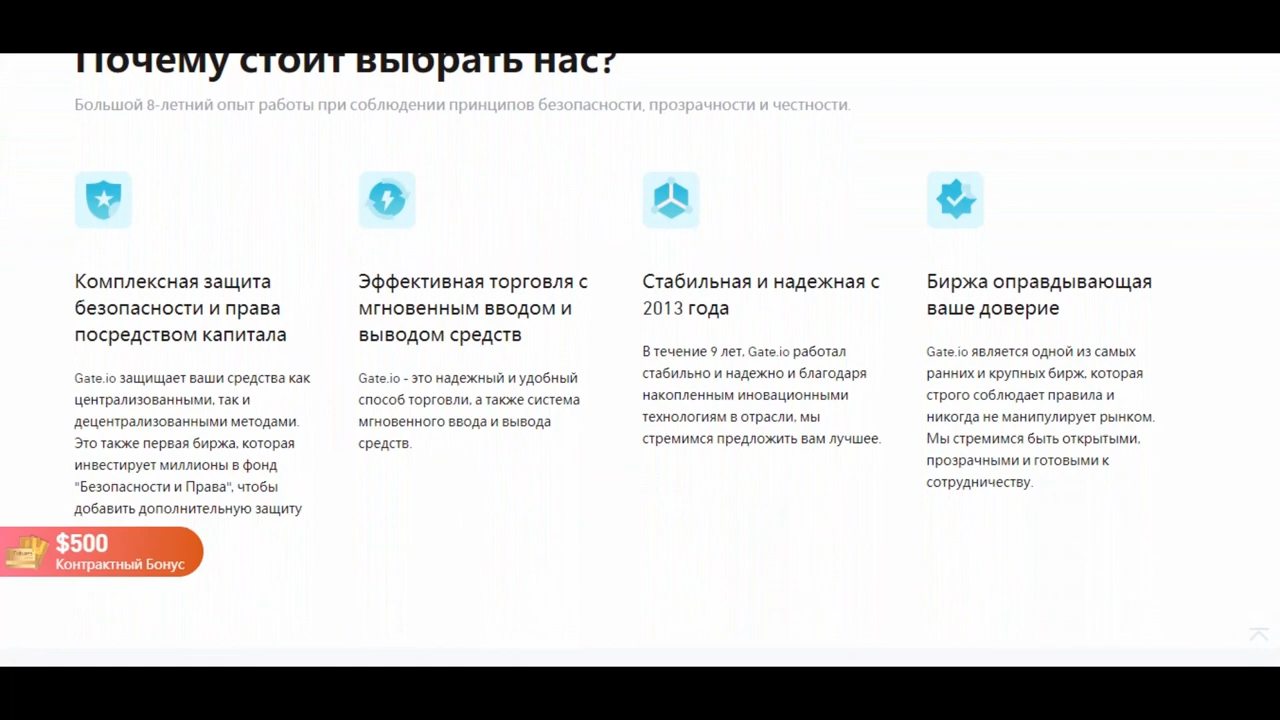 Почему стоит выбрать нас?
Большой 8-летний опыт работы при соблюдении принципов безопасности, прозрачности и честности.
Комплексная защита
безопасности и права
посредством капитала
Gate.io защищает ваши средства как
централизованными, так и
децентрализованными методами.
Это также первая биржа, которая
инвестирует миллионы в фонд
"Безопасности и Права", чтобы
добавить дополнительную защиту
Эффективная торговля с
мгновенным вводом и
выводом средств
Gate.io - это надежный и удобный
способ торговли, а также система
мгновенного ввода и вывода
средств.
Стабильная и надежная с
2013 года
В течение 9 лет, Gate.io работал
стабильно и надежно и благодаря
накопленным иновационными
технологиям в отрасли, мы
стремимся предложить вам лучшее.
Биржа оправдывающая
ваше доверие
Gate.io является одной из самых
ранних и крупных бирж, которая
строго соблюдает правила и
никогда не манипулирует рынком.
Мы стремимся быть открытыми,
прозрачными и готовыми к
сотрудничеству.
$500
Контрактный Бонус